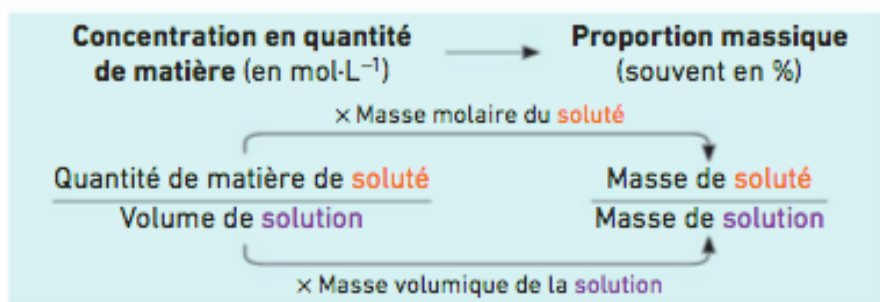 Concentration en quantité
de matière (en mol·L⁻¹)
Proportion massique
(souvent en %)
× Masse molaire du soluté
Quantité de matière de soluté
Volume de solution
Masse de soluté
Masse de solution
× Masse volumique de la solution